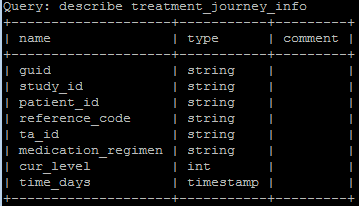 Query: describe treatment_journey_info
+--------------------+-----------+---------+
| name               | type      | comment |
+--------------------+-----------+---------+
| guid               | string    |         |
| study_id           | string    |         |
| patient_id         | string    |         |
| reference_code     | string    |         |
| ta_id              | string    |         |
| medication_regimen | string    |         |
| cur_level          | int       |         |
| time_days          | timestamp |         |
+--------------------+-----------+---------+